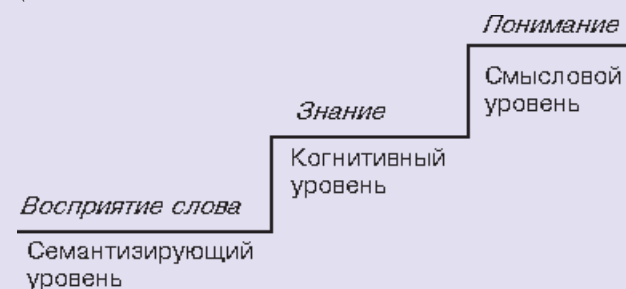 Понимание
Смысловой
уровень
Знание
Когнитивный
уровень
Восприятие слова
Семантизирующий
уровень